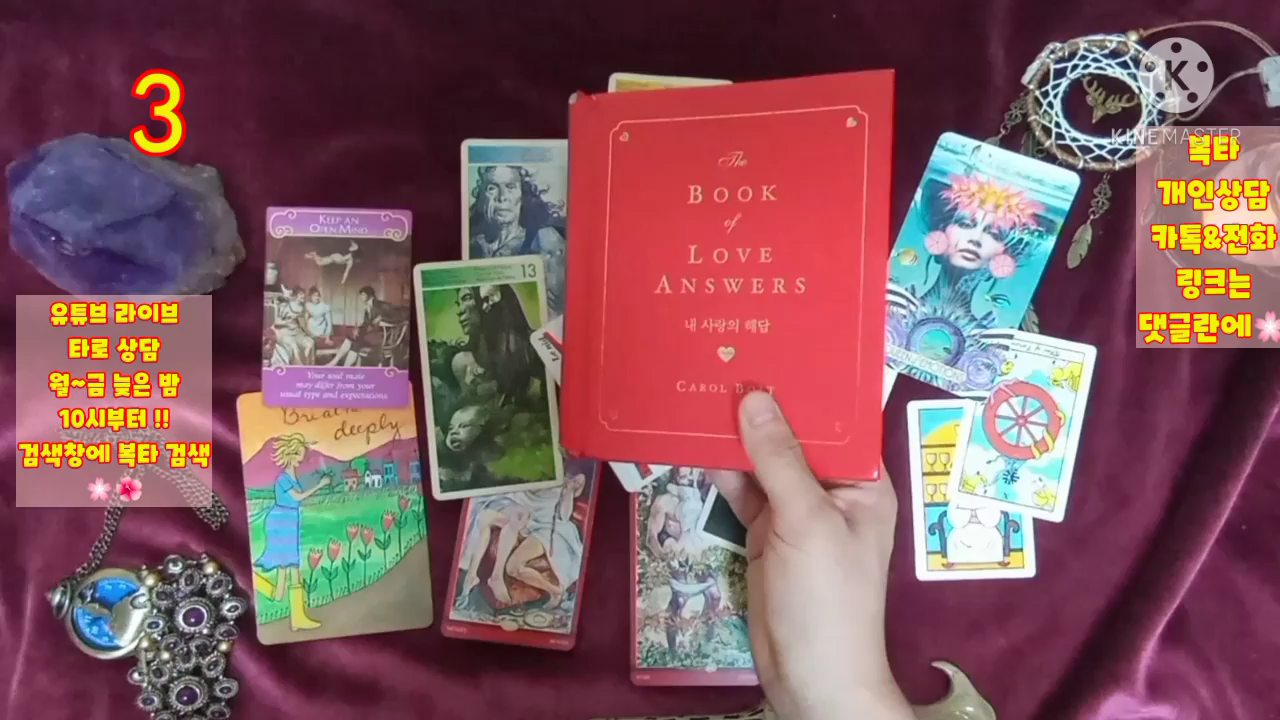 3
유튜브 라이브
타로 상담
월~금 늦은 밤
10시부터 !!
검색창에 복타 검색
KEEP AN
OPEN MIND
Your soul mate
may differ from your
usual type and expectations.
Breathe
deeply
13
The
BOOK
of
LOVE
ANSWERS
내 사랑의 해답
CAROL BOLT
K
KINEMASTER
복타
개인상담
카톡&전화
링크는
댓글란에